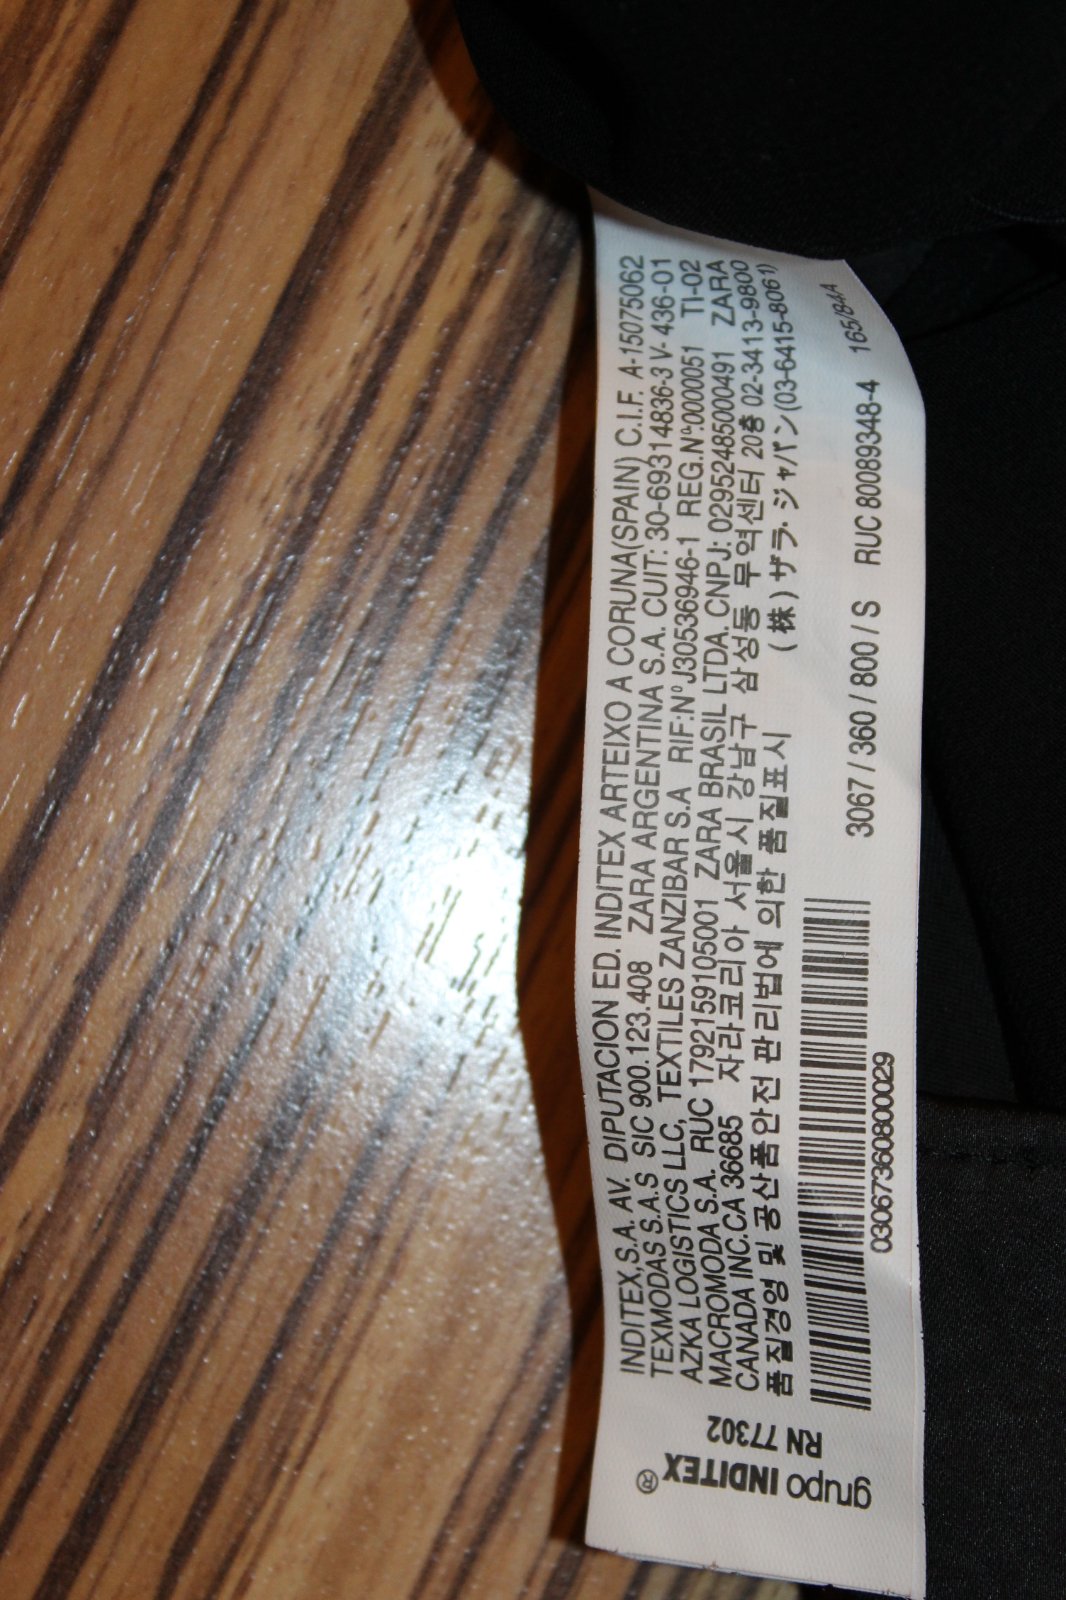 grupo INDITEX ®
RN 77302
INDITEX,S.A. AV. DIPUTACION ED. INDITEX ARTEIXO A CORUNA(SPAIN) C.I.F. A-15075062
TEXMODAS S.A.S SIC 900.123.408 ZARA ARGENTINA S.A. CUIT: 30-69314836-3 V- 436-01
AZKA LOGISTICS LLC, TEXTILES ZANZIBAR S.A RIF:Nº J30536946-1 REG.Nº:0000051 TI-02
MACROMODA S.A. RUC 1792159105001 ZARA BRASIL LTDA. CNPJ: 02952485000491 ZARA
CANADA INC.CA 36685 자라코리아 서울시 강남구 삼성동 무역센터 20층 02-3413-9800
품질경영 및 공산품안전 관리법에 의한 품질표시 (株) ザラ・ジャパン(03-6415-8061)
3067 / 360 / 800 / S RUC 80089348-4 165/84A
03067360800029